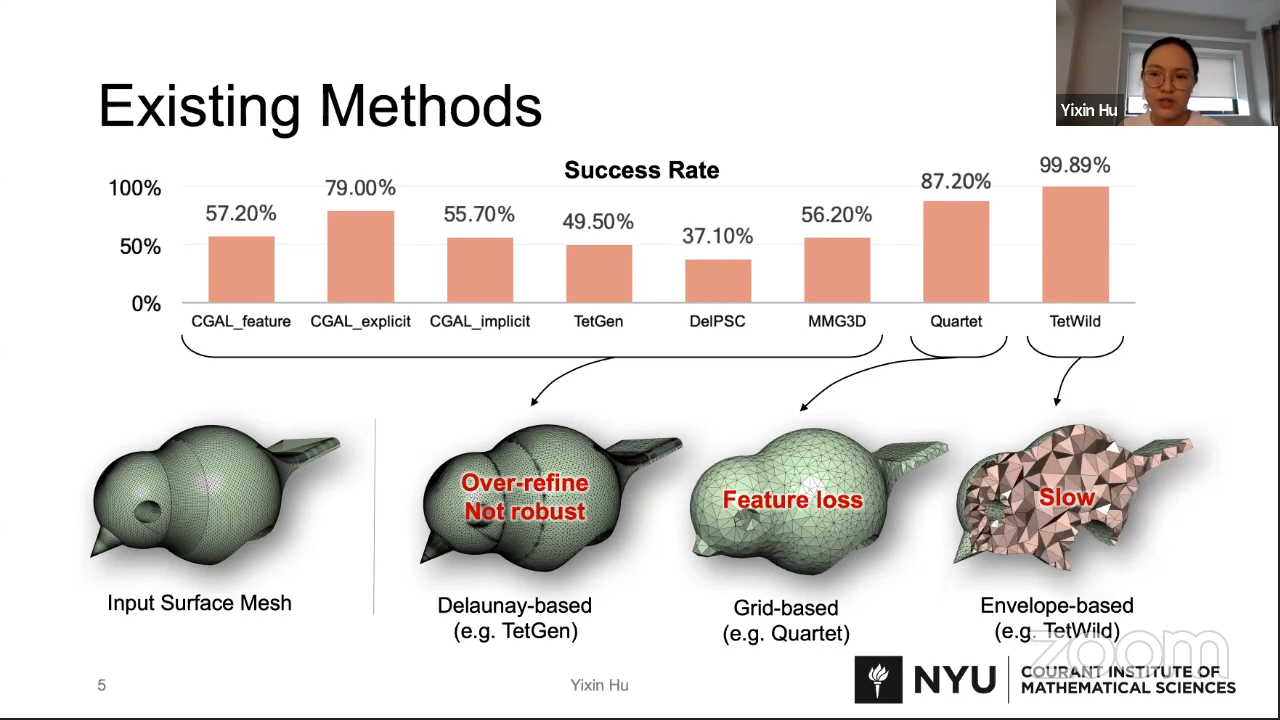 Existing Methods
Yixin Hu
Success Rate
100%
50%
0%
57.20%
79.00%
55.70%
49.50%
37.10%
56.20%
87.20%
99.89%
CGAL_feature
CGAL_explicit
CGAL_implicit
TetGen
DelPSC
MMG3D
Quartet
TetWild
Over-refine
Not robust
Feature loss
Slow
Input Surface Mesh
Delaunay-based
(e.g. TetGen)
Grid-based
(e.g. Quartet)
Envelope-based
(e.g. TetWild)
zoom
5
Yixin Hu
NYU
COURANT INSTITUTE OF
MATHEMATICAL SCIENCES